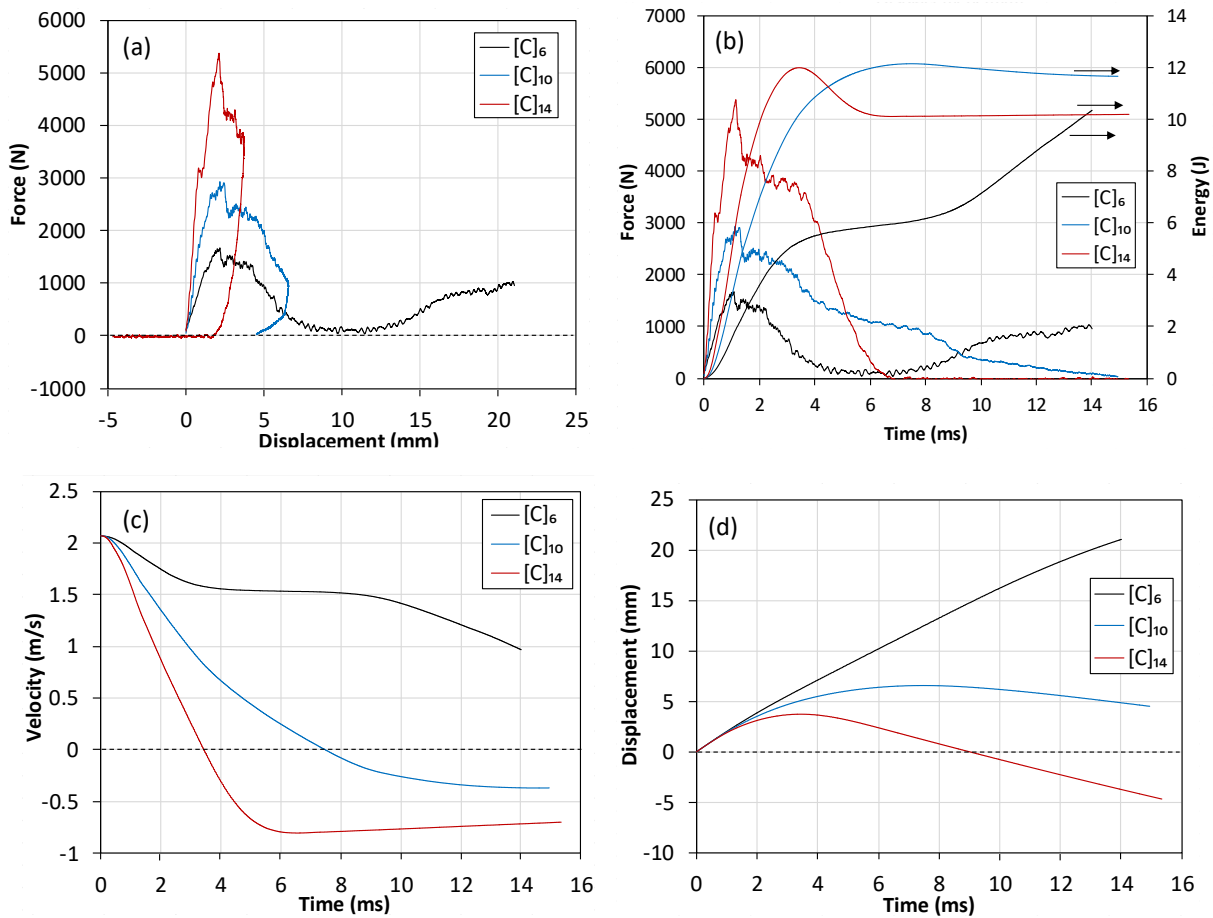 (a)
[C]₆
[C]₁₀
[C]₁₄
Force (N)
6000
5000
4000
3000
2000
1000
0
-1000
-5 0 5 10 15 20 25
Displacement (mm)
(b)
[C]₆
[C]₁₀
[C]₁₄
Force (N)
7000
6000
5000
4000
3000
2000
1000
0
Energy (J)
14
12
10
8
6
4
2
0
0 2 4 6 8 10 12 14 16
Time (ms)
(c)
[C]₆
[C]₁₀
[C]₁₄
Velocity (m/s)
2.5
2
1.5
1
0.5
0
-0.5
-1
0 2 4 6 8 10 12 14 16
Time (ms)
(d)
[C]₆
[C]₁₀
[C]₁₄
Displacement (mm)
25
20
15
10
5
0
-5
-10
0 2 4 6 8 10 12 14 16
Time (ms)